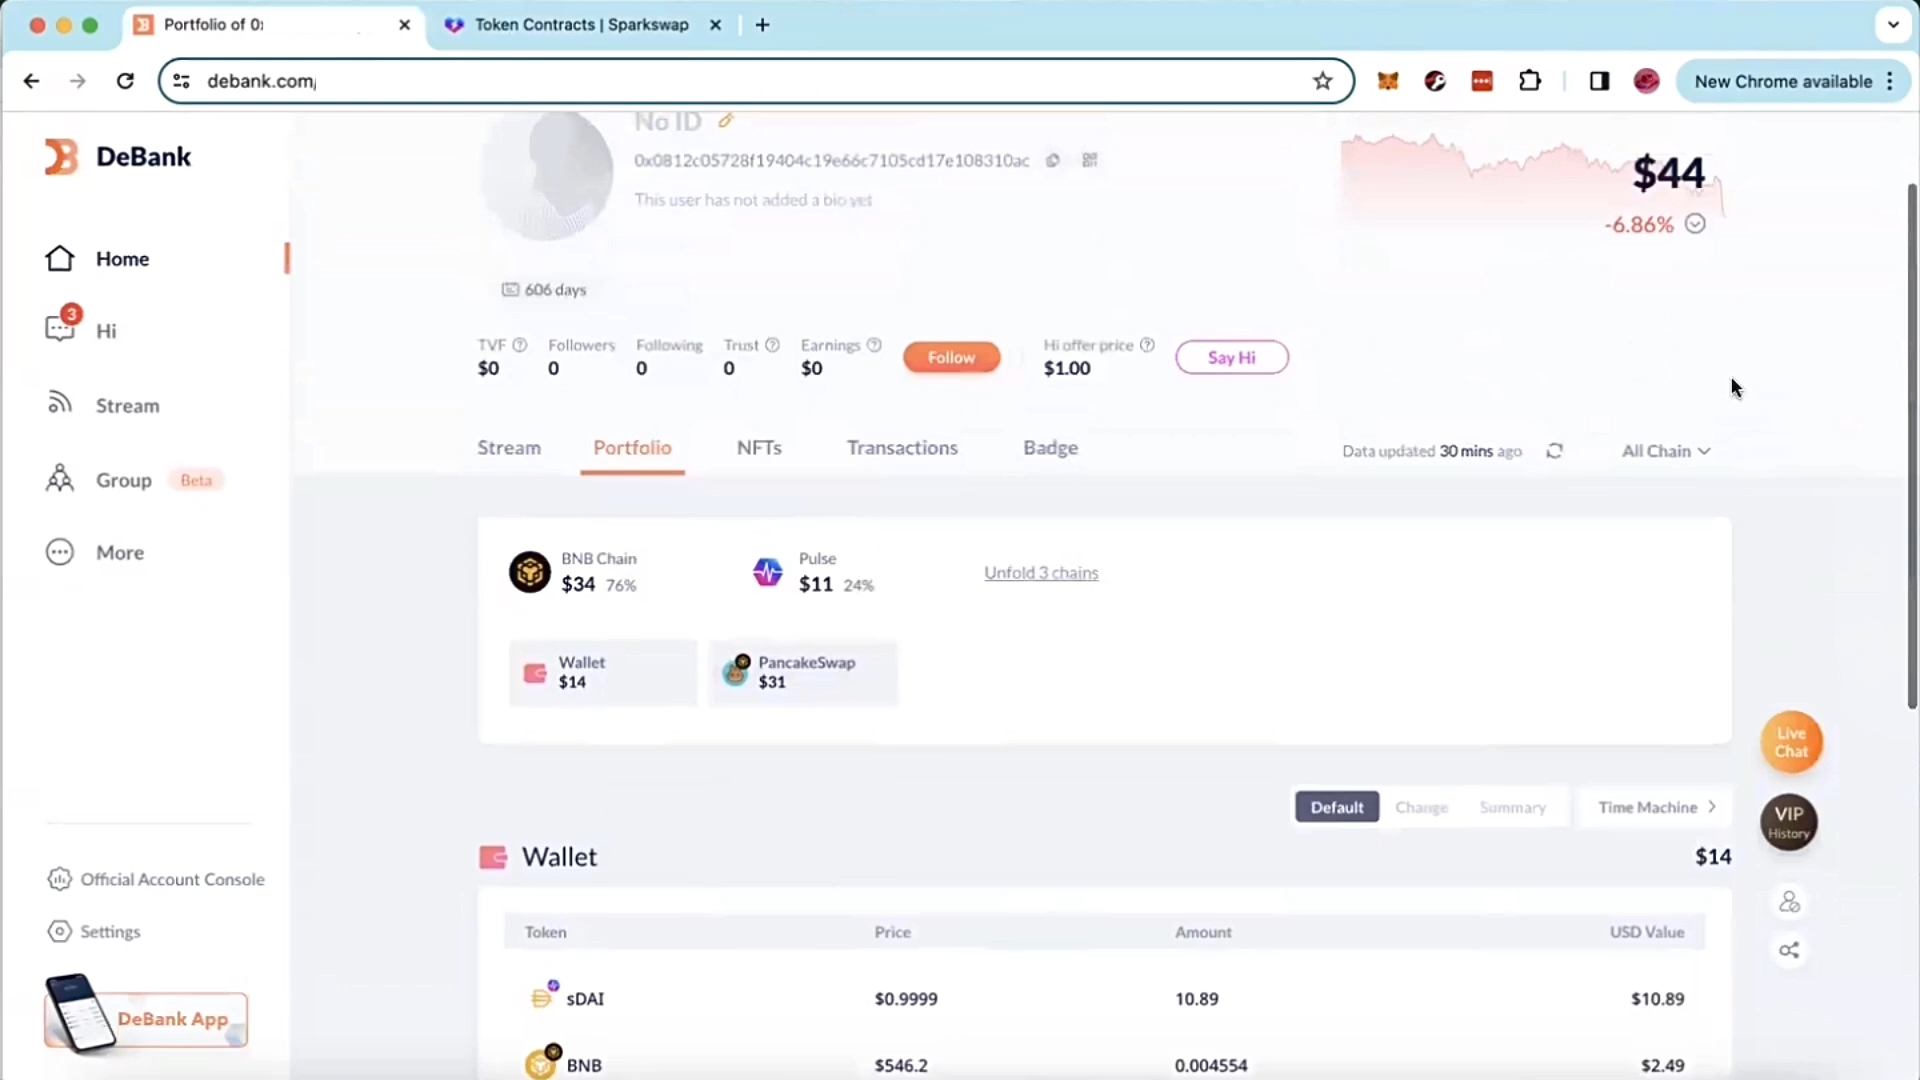 Portfolio of 0x
Token Contracts | Sparkswap
debank.com
New Chrome available
DeBank
No ID
0x0812c05728f19404c19e66c7105cd17e108310ac
This user has not added a bio yet
$44
-6.86%
Home
606 days
3
Hi
TVF
Followers
Following
Trust
Earnings
Follow
Hi offer price
Say Hi
$0
0
0
0
$0
$1.00
Stream
Stream
Portfolio
NFTs
Transactions
Badge
Data updated 30 mins ago
All Chain
Group
Beta
More
BNB Chain
$34 76%
Pulse
$11 24%
Unfold 3 chains
Wallet
$14
PancakeSwap
$31
Live
Chat
Default
Change
Summary
Time Machine
VIP
History
Wallet
$14
Official Account Console
Settings
Token
Price
Amount
USD Value
sDAI
$0.9999
10.89
$10.89
DeBank App
BNB
$546.2
0.004554
$2.49